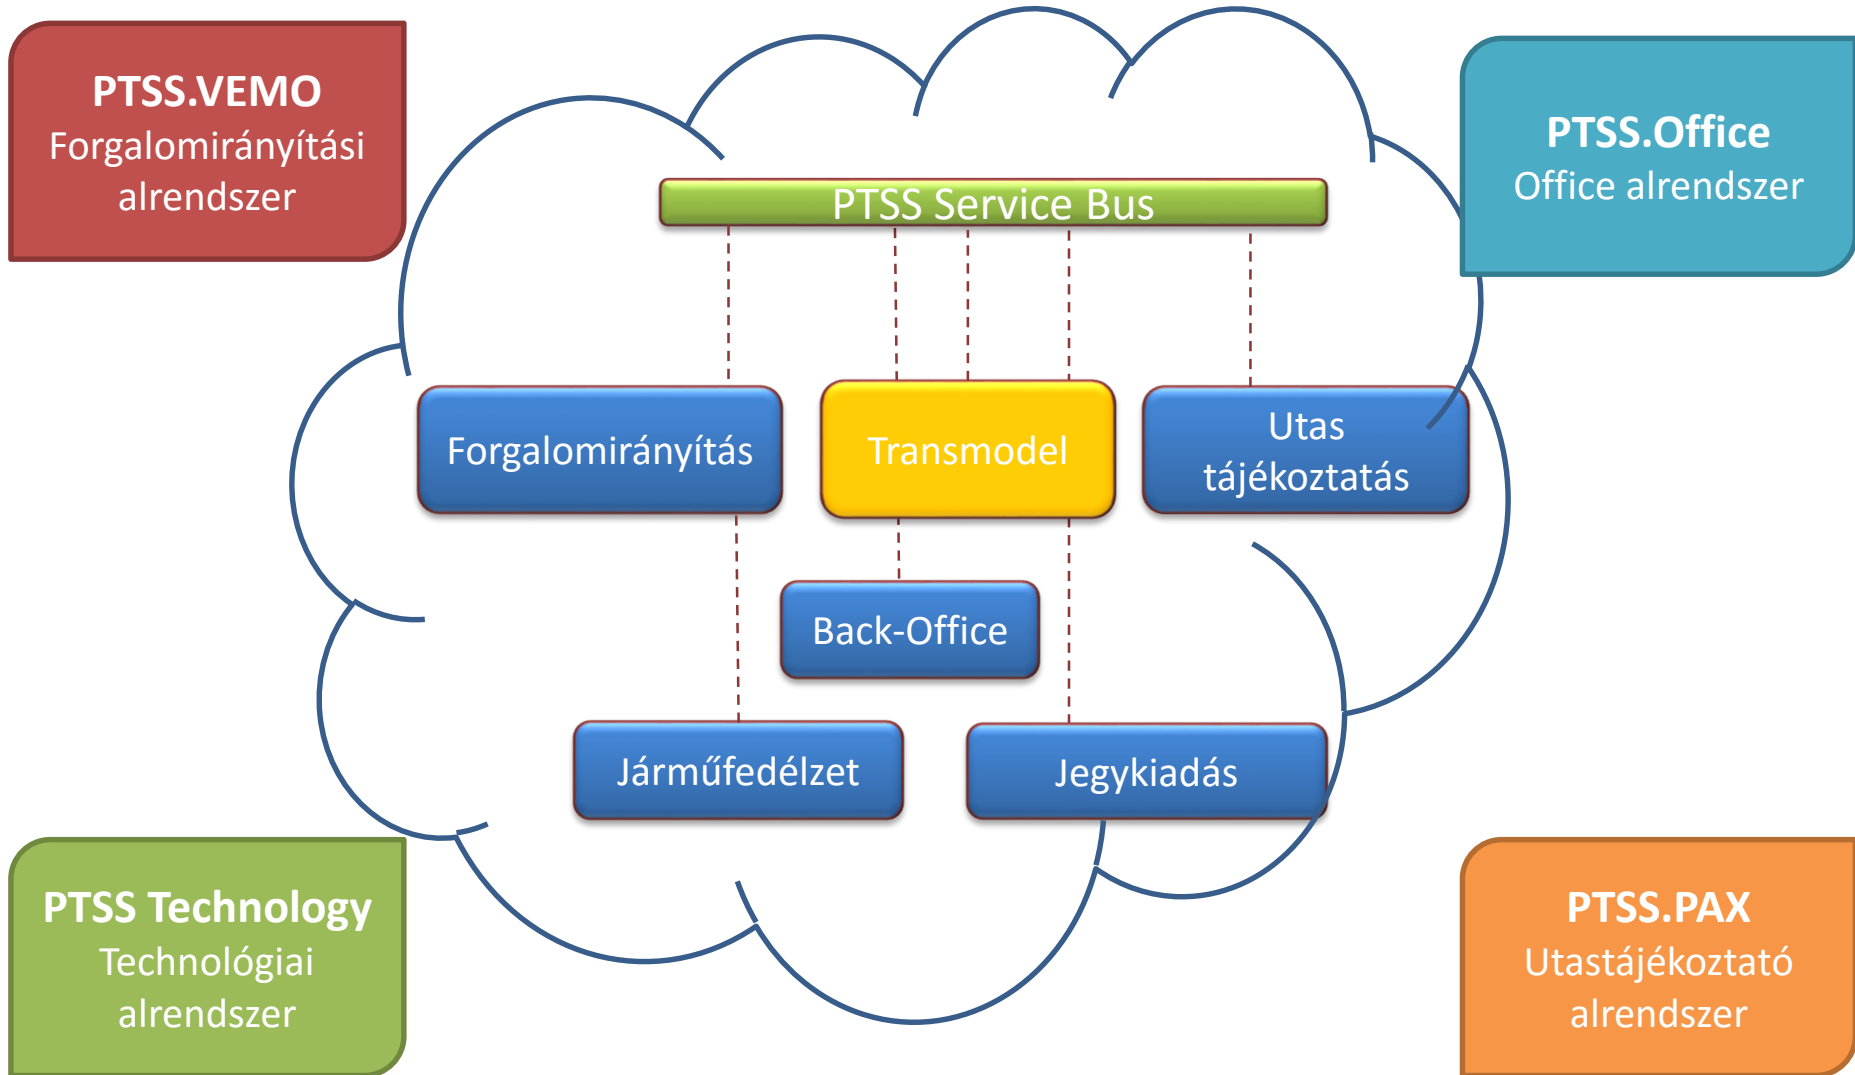 PTSS.VEMO
Forgalomirányítási
alrendszer
PTSS.Office
Office alrendszer
PTSS Service Bus
Forgalomirányítás
Transmodel
Utas
tájékoztatás
Back-Office
Járműfedélzet
Jegykiadás
PTSS Technology
Technológiai
alrendszer
PTSS.PAX
Utastájékoztató
alrendszer